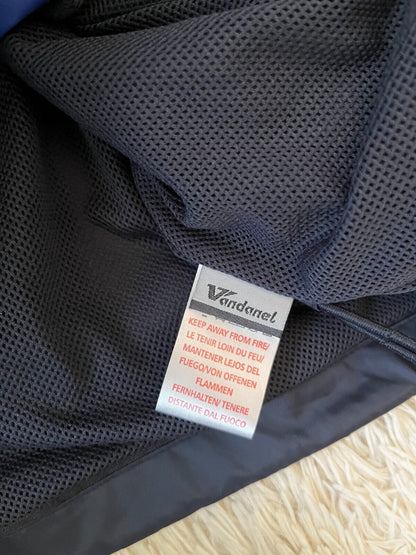 Vandanel
KEEP AWAY FROM FIRE/
LE TENIR LOIN DU FEU/
MANTENER LEJOS DEL
FUEGO/VON OFFENEN
FLAMMEN
FERNHALTEN/ TENERE
DISTANTE DAL FUOCO